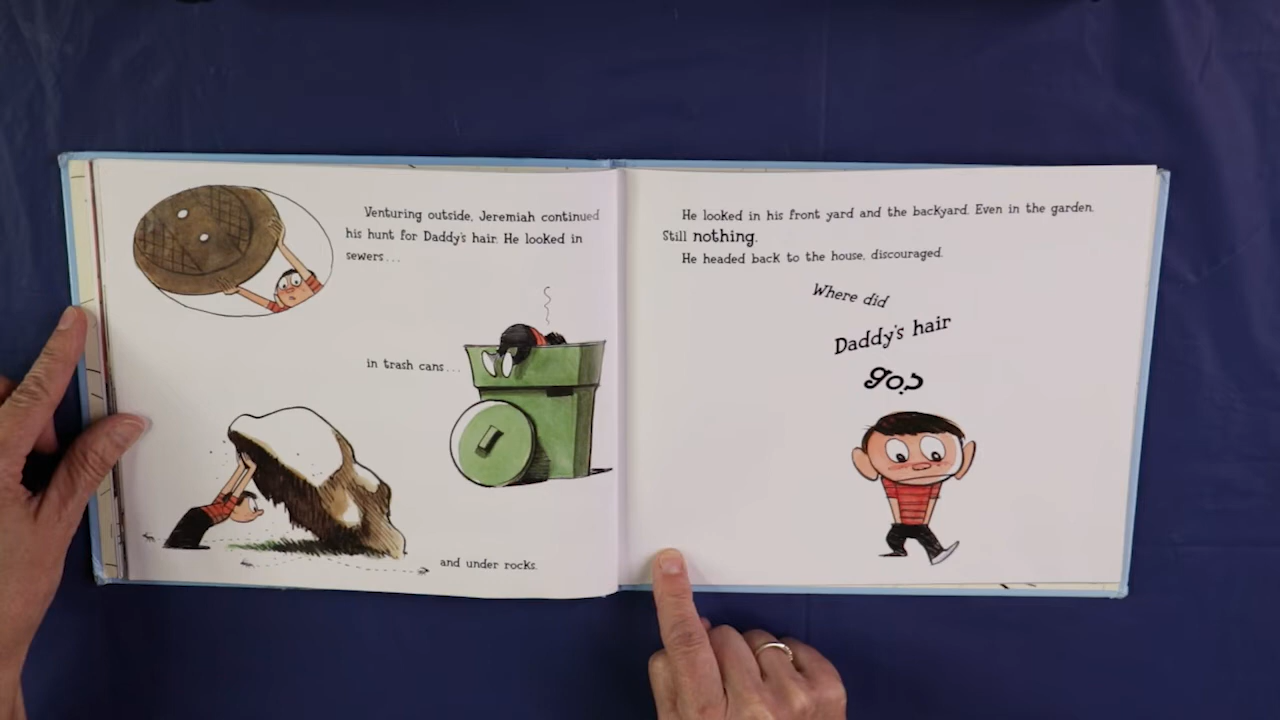 Venturing outside, Jeremiah continued
his hunt for Daddy's hair. He looked in
sewers...
in trash cans...
and under rocks.
He looked in his front yard and the backyard. Even in the garden.
Still nothing.
He headed back to the house, discouraged.
Where did
Daddy's hair
go?